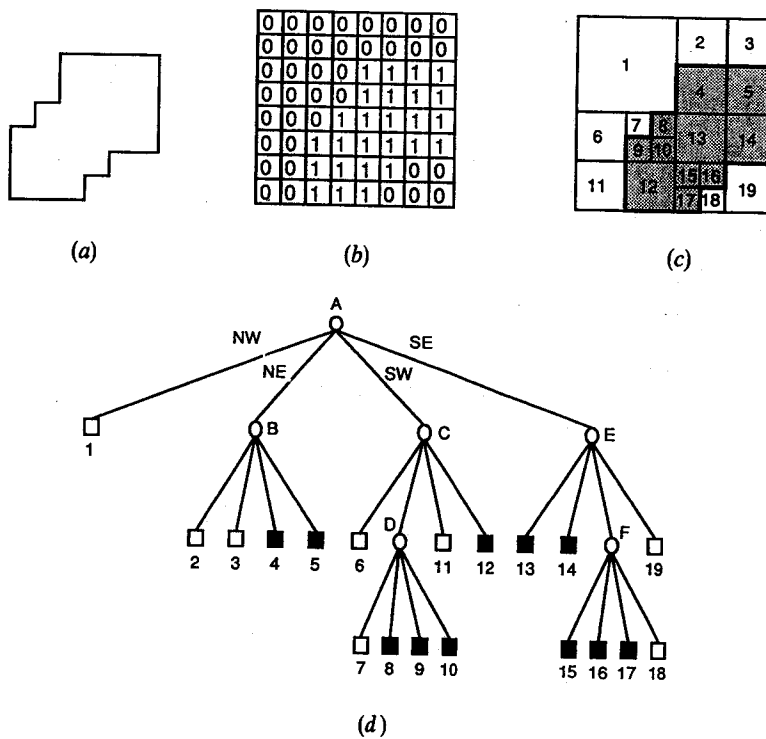 0 0 0 0 0 0 0 0
0 0 0 0 0 0 0 0
0 0 0 0 1 1 1 1
0 0 0 0 1 1 1 1
0 0 0 1 1 1 1 1
0 0 1 1 1 1 1 1
0 0 1 1 1 1 0 0
0 0 1 1 1 0 0 0
1 2 3
4 5
6 7 8 13 14
9 10
11 12 15 16 19
17 18
(a) (b) (c)
A
NW SE
NE SW
B C E
1
D F
2 3 4 5 6 11 12 13 14 19
7 8 9 10 15 16 17 18
(d)